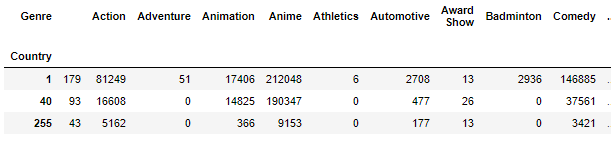 Genre Action Adventure Animation Anime Athletics Automotive Award Show Badminton Comedy ..
Country
1 179 81249 51 17406 212048 6 2708 13 2936 146885 .
40 93 16608 0 14825 190347 0 477 26 0 37561 .
255 43 5162 0 366 9153 0 177 13 0 3421 .